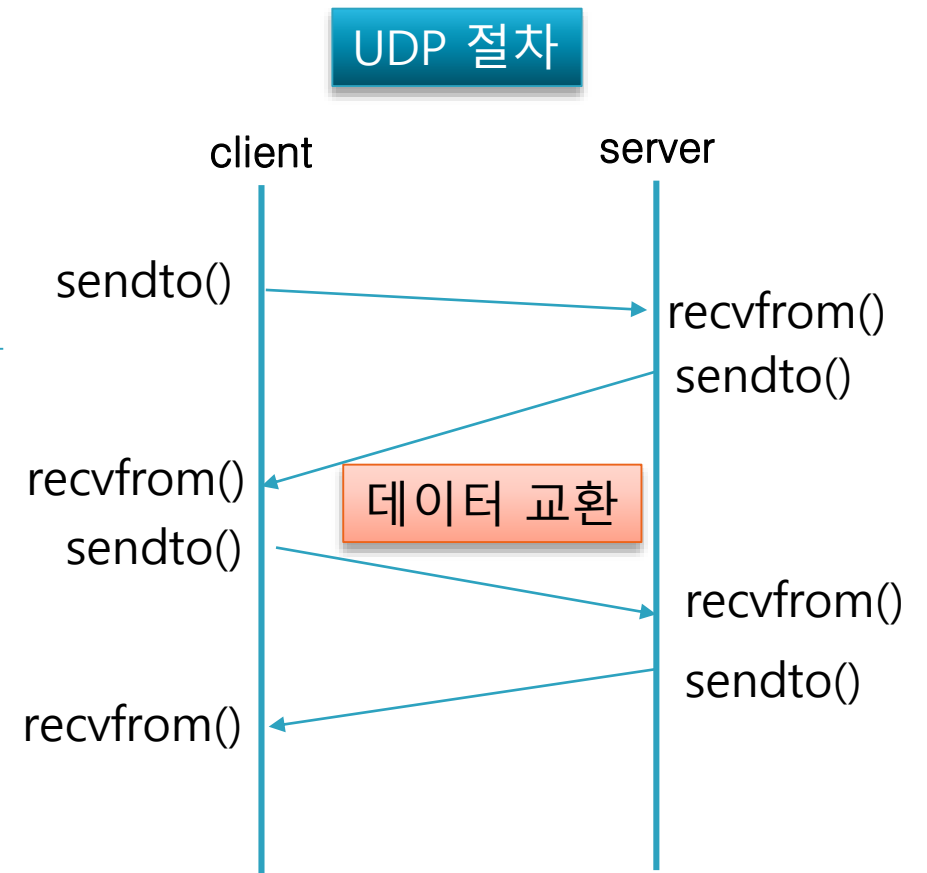 UDP 절차
client
server
sendto()
recvfrom()
sendto()
recvfrom()
데이터 교환
sendto()
recvfrom()
sendto()
recvfrom()